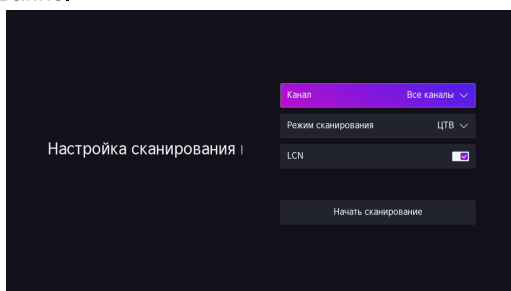 Канал
Все каналы
Режим сканирования
ЦТВ
Настройка сканирования
LCN
Начать сканирование